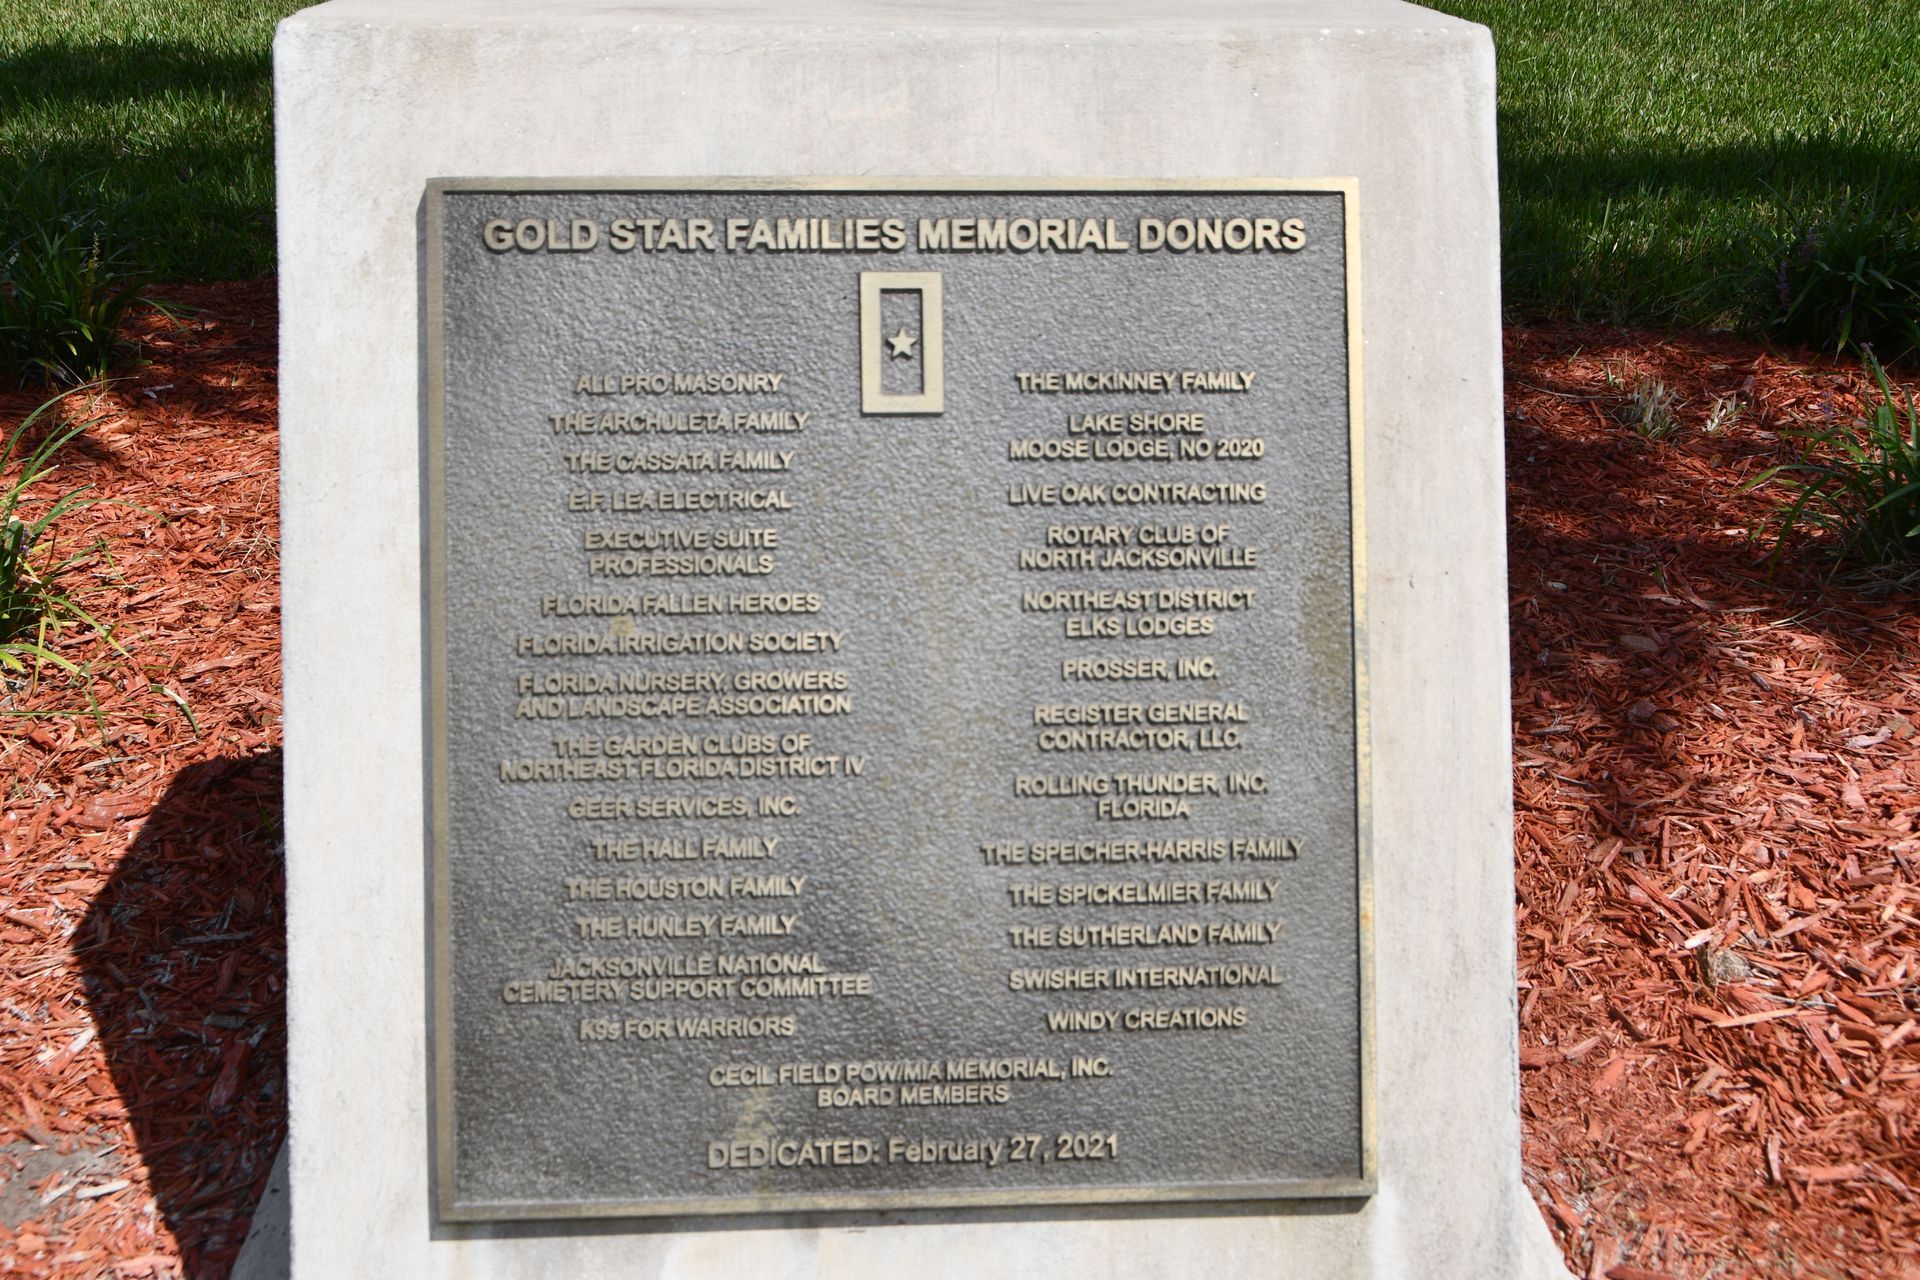 GOLD STAR FAMILIES MEMORIAL DONORS
ALL PRO MASONRY
THE ARCHULETA FAMILY
THE CASSATA FAMILY
E.F. LEA ELECTRICAL
EXECUTIVE SUITE
PROFESSIONALS
FLORIDA FALLEN HEROES
FLORIDA IRRIGATION SOCIETY
FLORIDA NURSERY, GROWERS
AND LANDSCAPE ASSOCIATION
THE GARDEN CLUBS OF
NORTHEAST FLORIDA DISTRICT IV
GEER SERVICES, INC.
THE HALL FAMILY
THE HOUSTON FAMILY
THE HUNLEY FAMILY
JACKSONVILLE NATIONAL
CEMETERY SUPPORT COMMITTEE
K9s FOR WARRIORS
THE MCKINNEY FAMILY
LAKE SHORE
MOOSE LODGE, NO 2020
LIVE OAK CONTRACTING
ROTARY CLUB OF
NORTH JACKSONVILLE
NORTHEAST DISTRICT
ELKS LODGES
PROSSER, INC.
REGISTER GENERAL
CONTRACTOR, LLC.
ROLLING THUNDER, INC.
FLORIDA
THE SPEICHER-HARRIS FAMILY
THE SPICKELMIER FAMILY
THE SUTHERLAND FAMILY
SWISHER INTERNATIONAL
WINDY CREATIONS
CECIL FIELD POW/MIA MEMORIAL, INC.
BOARD MEMBERS
DEDICATED: February 27, 2021